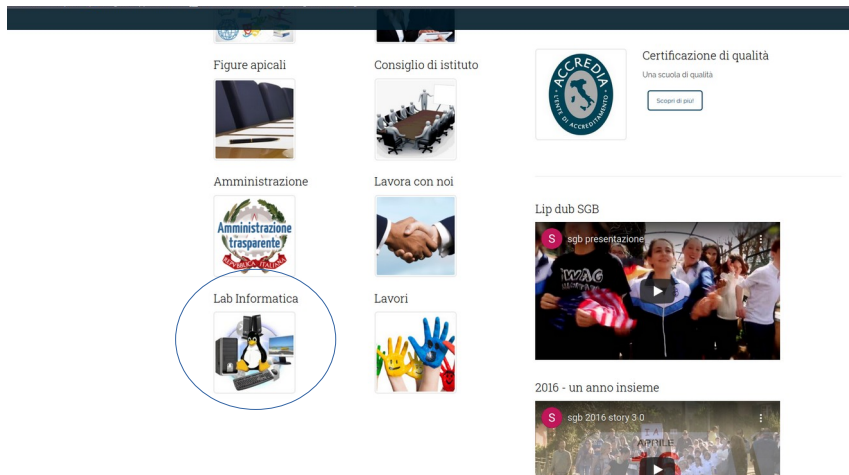 Figure apicali
Consiglio di istituto
Amministrazione
Lavora con noi
Amministrazione
trasparente
REPVBBLICA ITALIANA
Lab Informatica
Lavori
ACCREDIA
L'ENTE DI ACCREDITAMENTO
Certificazione di qualità
Una scuola di qualità
Scopri di più!
Lip dub SGB
S sgb presentazione
SWAG
2016 - un anno insieme
S sgb 2016 story 3.0
APRILE